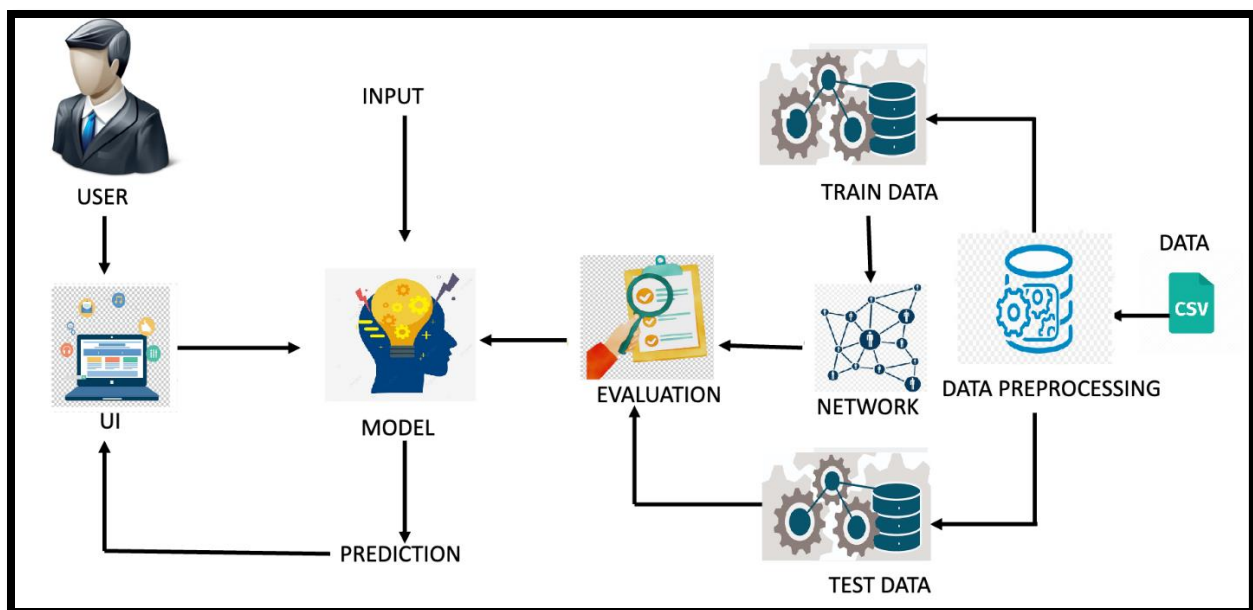 INPUT
USER
TRAIN DATA
DATA
CSV
UI
MODEL
EVALUATION
NETWORK
DATA PREPROCESSING
PREDICTION
TEST DATA